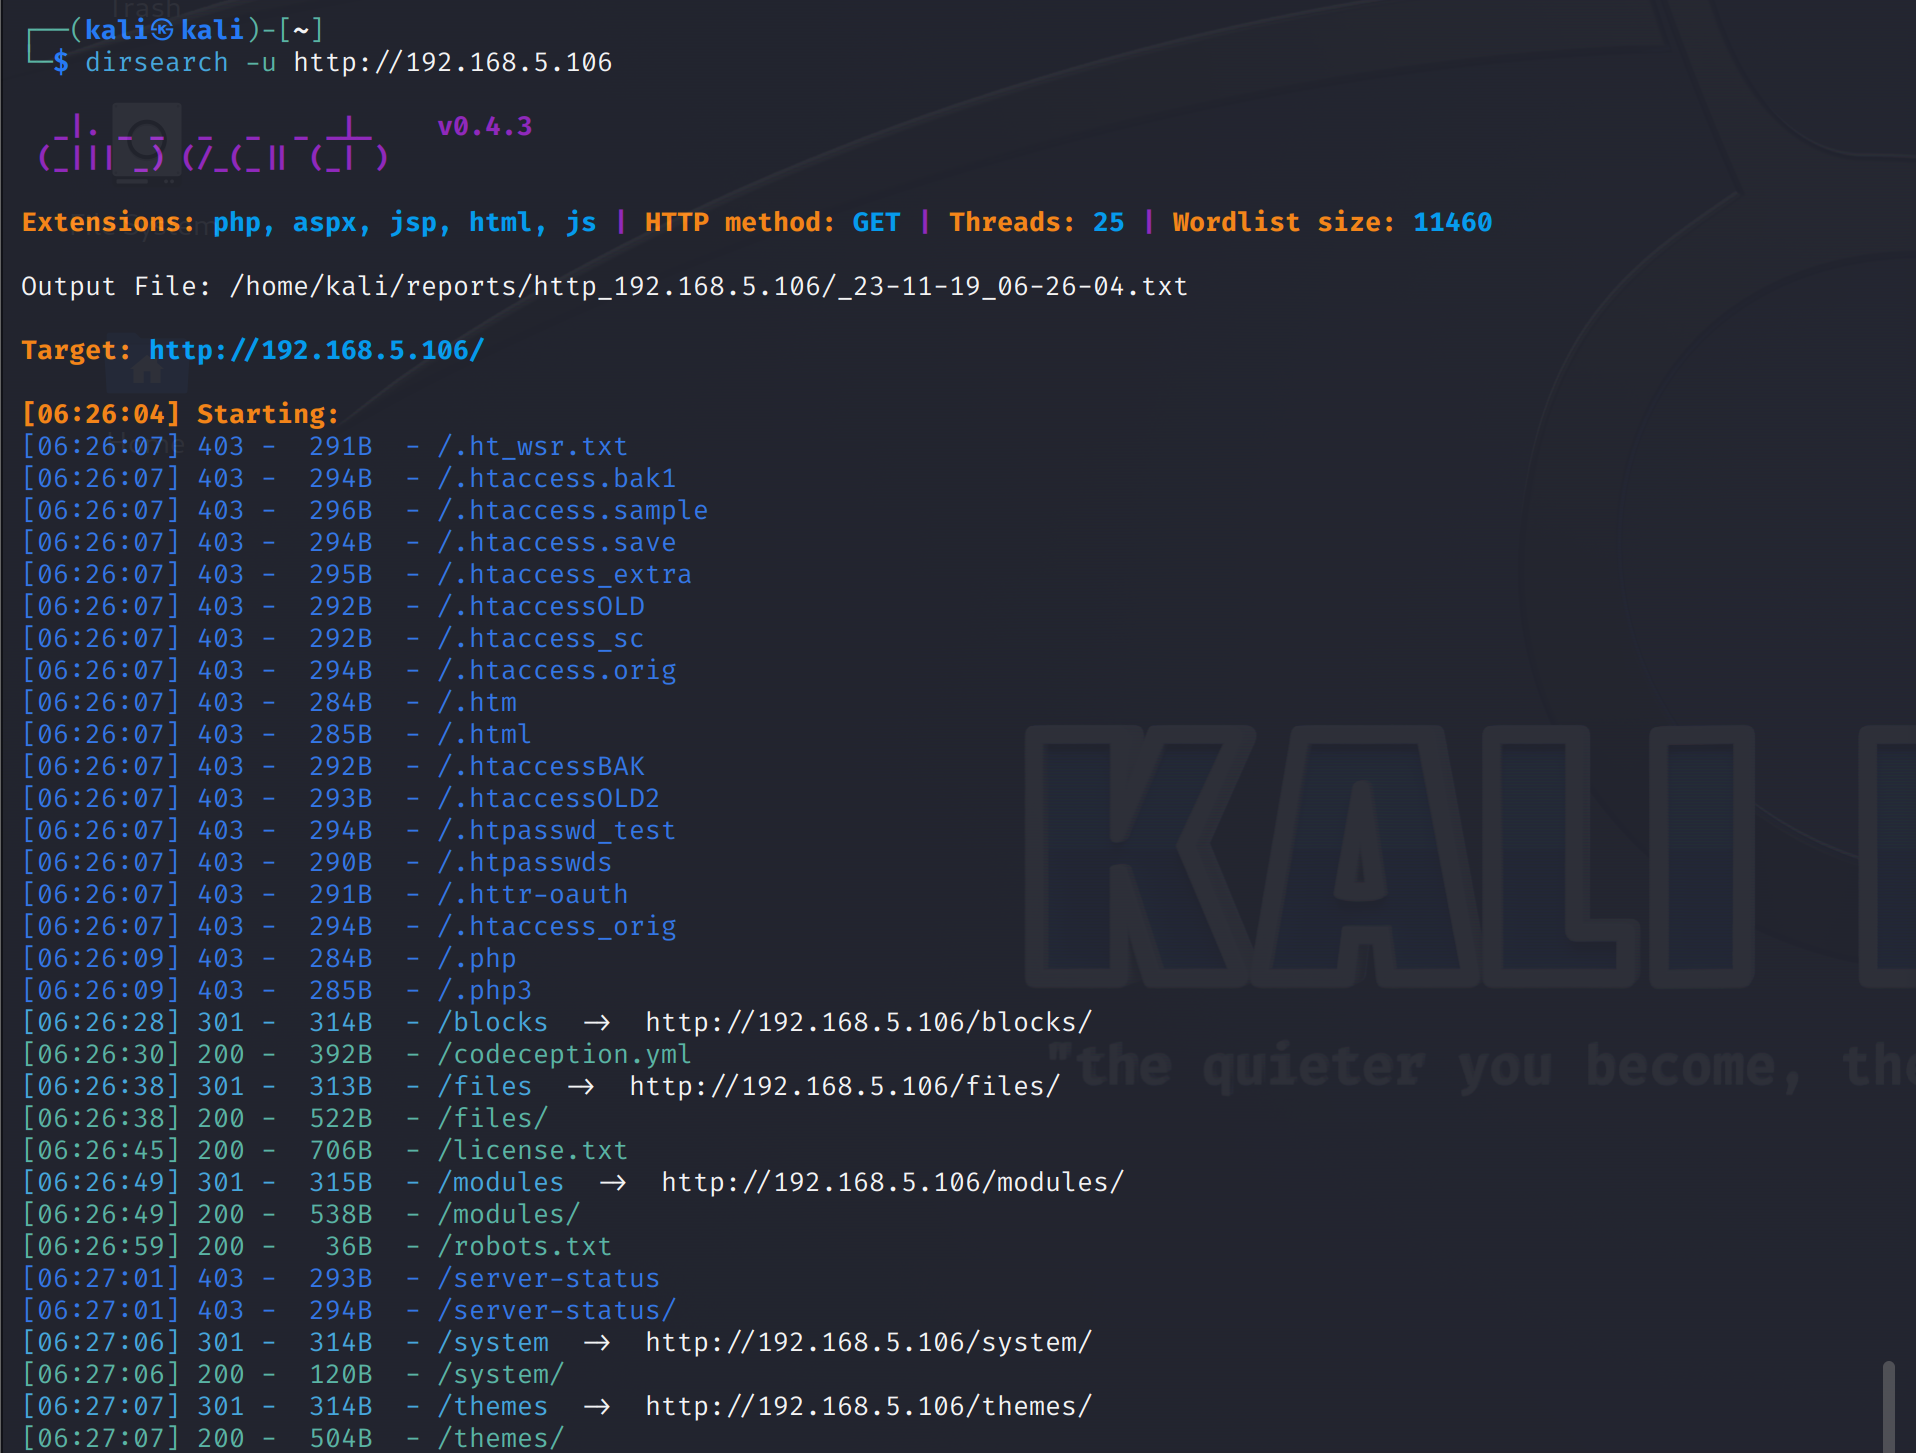 Trash
┌──(kali㉿kali)-[~]
└─$ dirsearch -u http://192.168.5.106
  _|. _ _  _  _  _ _|_    v0.4.3
 (_||| _) (/_(_|| (_| )
Extensions: php, aspx, jsp, html, js | HTTP method: GET | Threads: 25 | Wordlist size: 11460
Output File: /home/kali/reports/http_192.168.5.106/_23-11-19_06-26-04.txt
Target: http://192.168.5.106/
[06:26:04] Starting:
[06:26:07] 403 -  291B  - /.ht_wsr.txt
[06:26:07] 403 -  294B  - /.htaccess.bak1
[06:26:07] 403 -  296B  - /.htaccess.sample
[06:26:07] 403 -  294B  - /.htaccess.save
[06:26:07] 403 -  295B  - /.htaccess_extra
[06:26:07] 403 -  292B  - /.htaccessOLD
[06:26:07] 403 -  292B  - /.htaccess_sc
[06:26:07] 403 -  294B  - /.htaccess.orig
[06:26:07] 403 -  284B  - /.htm
[06:26:07] 403 -  285B  - /.html
[06:26:07] 403 -  292B  - /.htaccessBAK
[06:26:07] 403 -  293B  - /.htaccessOLD2
[06:26:07] 403 -  294B  - /.htpasswd_test
[06:26:07] 403 -  290B  - /.htpasswds
[06:26:07] 403 -  291B  - /.httr-oauth
[06:26:07] 403 -  294B  - /.htaccess_orig
[06:26:09] 403 -  284B  - /.php
[06:26:09] 403 -  285B  - /.php3
[06:26:28] 301 -  314B  - /blocks  ->  http://192.168.5.106/blocks/
[06:26:30] 200 -  392B  - /codeception.yml
[06:26:38] 301 -  313B  - /files  ->  http://192.168.5.106/files/
[06:26:38] 200 -  522B  - /files/
[06:26:45] 200 -  706B  - /license.txt
[06:26:49] 301 -  315B  - /modules  ->  http://192.168.5.106/modules/
[06:26:49] 200 -  538B  - /modules/
[06:26:59] 200 -   36B  - /robots.txt
[06:27:01] 403 -  293B  - /server-status
[06:27:01] 403 -  294B  - /server-status/
[06:27:06] 301 -  314B  - /system  ->  http://192.168.5.106/system/
[06:27:06] 200 -  120B  - /system/
[06:27:07] 301 -  314B  - /themes  ->  http://192.168.5.106/themes/
[06:27:07] 200 -  504B  - /themes/
KALI
"the quieter you become, the